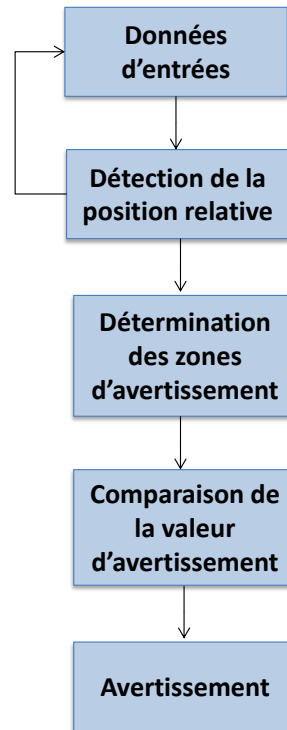 Données
d'entrées
Détection de la
position relative
Détermination
des zones
d'avertissement
Comparaison de
la valeur
d'avertissement
Avertissement